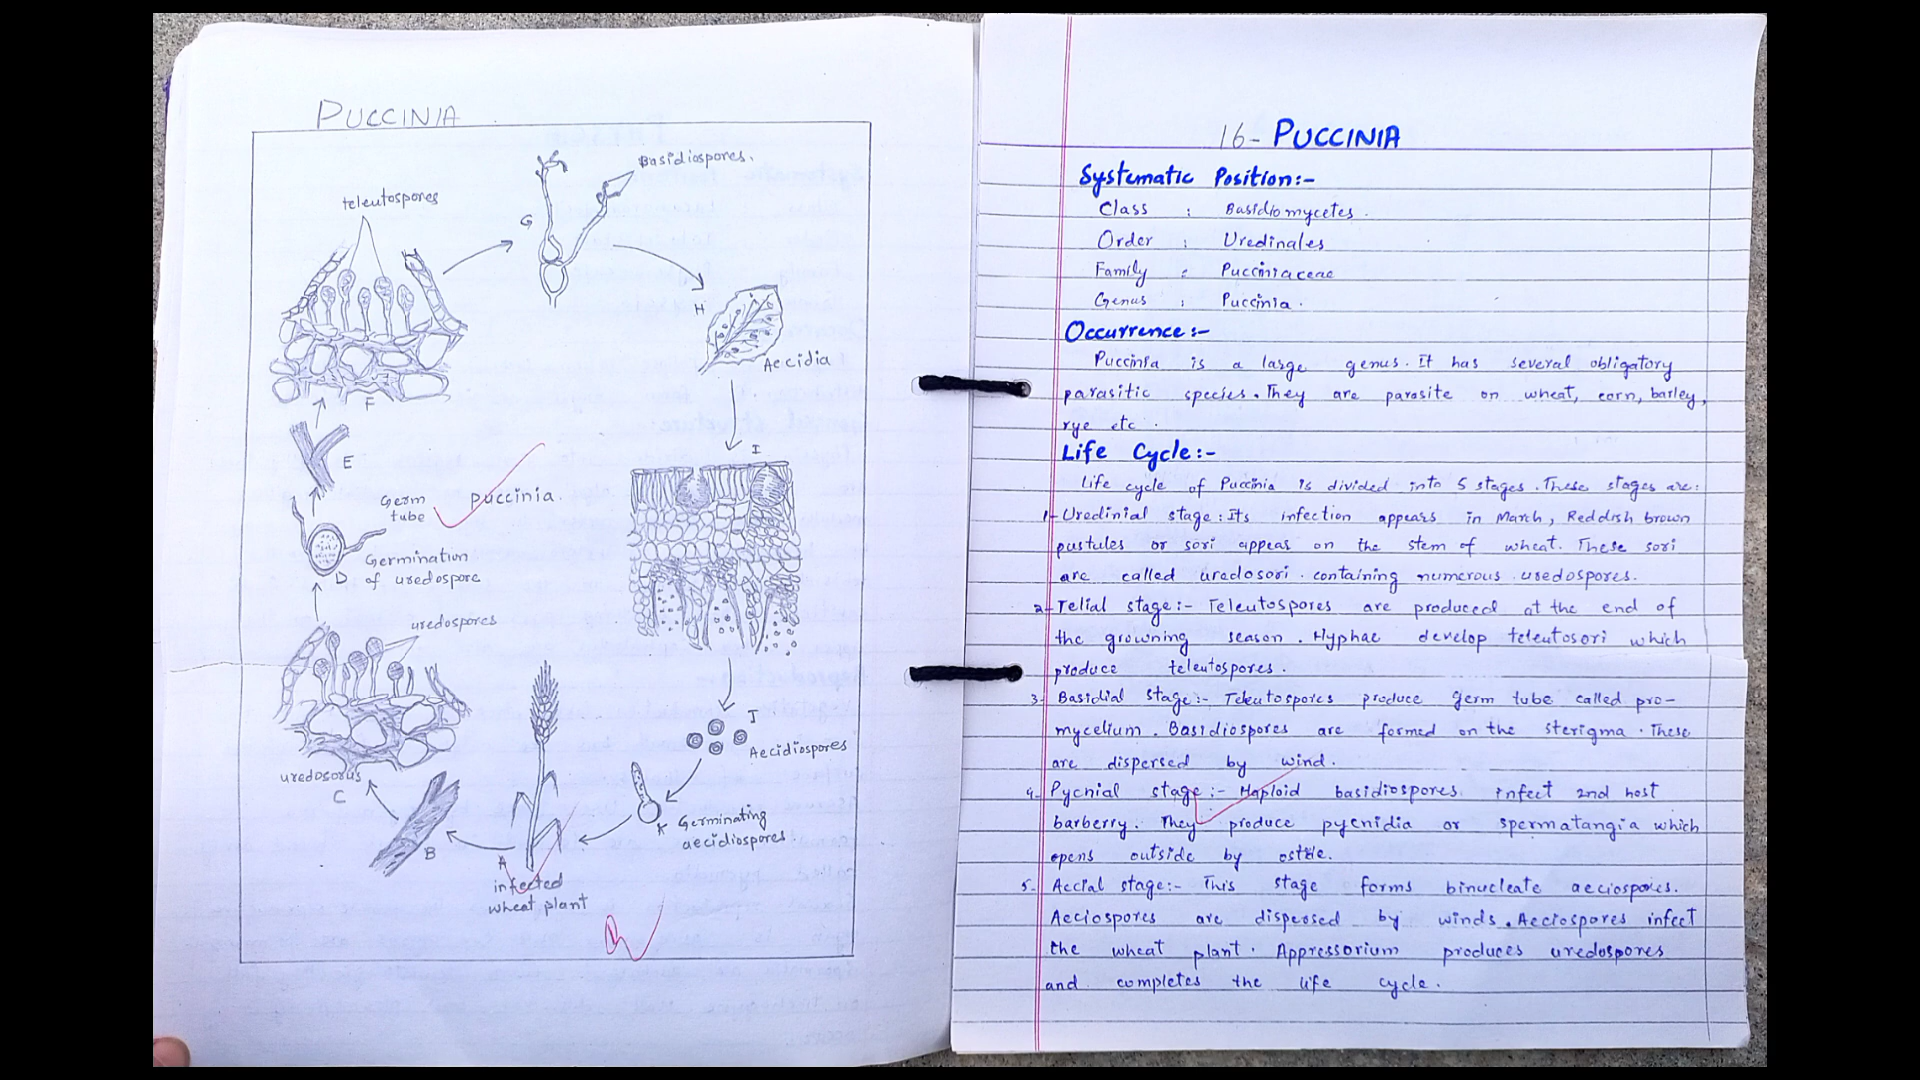 PUCCINIA
teleutospores
Basidiospores.
G
H
Aecidia
F
E
Germ
tube
puccinia
I
Germination
of uredospore
D
uredospores
uredosorus
C
B
A
infected
wheat plant
J
Aecidiospores
K
Germinating
aecidiospores.
16- PUCCINIA
Systematic Position:-
Class : Basidiomycetes.
Order : Uredinales
Family : Pucciniaceae
Genus : Puccinia.
Occurrence:-
Puccinia is a large genus. It has several obligatory
parasitic species. They are parasite on wheat, corn, barley,
rye etc.
Life Cycle:-
Life cycle of Puccinia is divided into 5 stages. These stages are:
1- Uredinial stage: Its infection appears in March, Reddish brown
pustules or sori appear on the stem of wheat. These sori
are called uredosori. containing numerous uredospores.
2- Telial stage:- Teleutospores are produced at the end of
the growning season. Hyphae develop teleutosori which
produce teleutospores.
3- Basidial stage:- Teleutospores produce germ tube called pro-
mycelium. Basidiospores are formed on the sterigma. These
are dispersed by wind.
4- Pycnial stage:- Haploid basidiospores infect 2nd host
barberry. They produce pycnidia or spermatangia which
opens outside by
5- Aecial stage:- This stage forms binucleate aeciospores.
Aeciospores are dispersed by winds. Aeciospores infect
the wheat plant. Appressorium produces uredospores
and completes the life cycle.